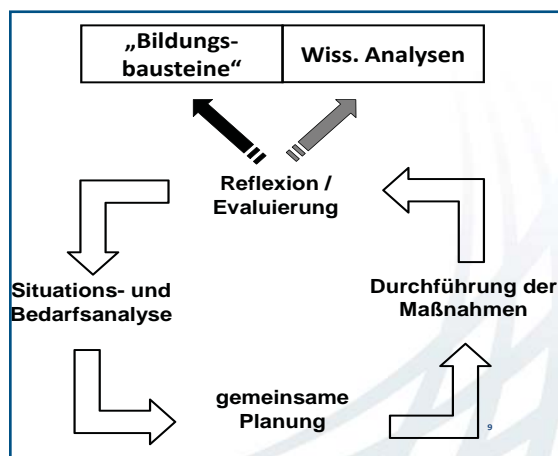 „Bildungs-
bausteine“
Wiss. Analysen
Reflexion /
Evaluierung
Situations- und
Bedarfsanalyse
Durchführung der
Maßnahmen
gemeinsame
Planung
9